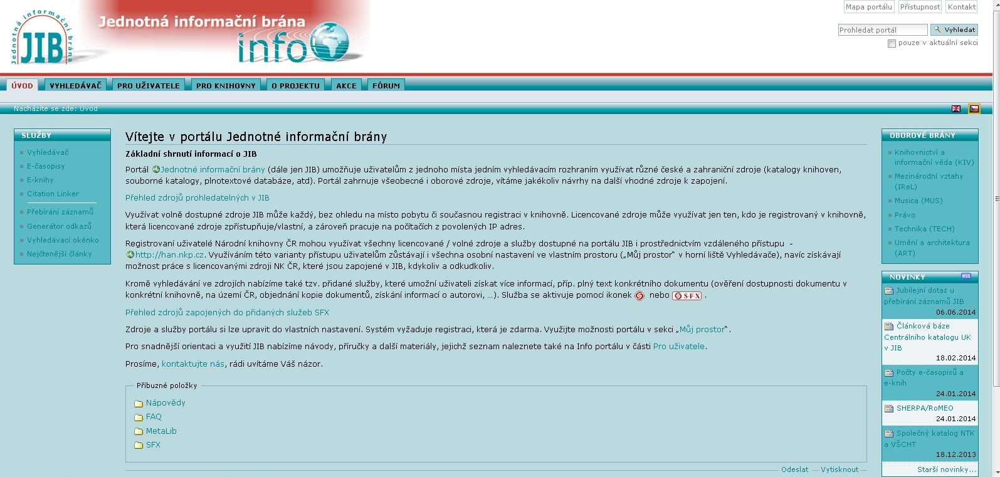 Jednotná informační brána
JIB
Jednotná informační brána
info
Mapa portálu
Přístupnost
Kontakt
Prohledat portál
Vyhledat
pouze v aktuální sekci
ÚVOD
VYHLEDÁVAČ
PRO UŽIVATELE
PRO KNIHOVNY
O PROJEKTU
AKCE
FÓRUM
Nacházíte se zde: Úvod
SLUŽBY
Vyhledávač
E-časopisy
E-knihy
Citation Linker
Přebírání záznamů
Generátor odkazů
Vyhledávací okénko
Nejčtenější články
Vítejte v portálu Jednotné informační brány
Základní shrnutí informací o JIB
Portál Jednotné informační brány (dále jen JIB) umožňuje uživatelům z jednoho místa jedním vyhledávacím rozhraním využívat různé české a zahraniční zdroje (katalogy knihoven,
souborné katalogy, plnotextové databáze, atd). Portál zahrnuje všeobecné i oborové zdroje, vítáme jakékoliv návrhy na další vhodné zdroje k zapojení.
Přehled zdrojů prohledatelných v JIB
Využívat volně dostupné zdroje JIB může každý, bez ohledu na místo pobytu či současnou registraci v knihovně. Licencované zdroje může využívat jen ten, kdo je registrovaný v knihovně,
která licencované zdroje zpřístupňuje/vlastní, a zároveň pracuje na počítačích z povolených IP adres.
Registrovaní uživatelé Národní knihovny ČR mohou využívat všechny licencované / volné zdroje a služby dostupné na portálu JIB i prostřednictvím vzdáleného přístupu -
http://han.nkp.cz. Využíváním této varianty přístupu uživatelům zůstávají i všechna osobní nastavení ve vlastním prostoru („Můj prostor“ v horní liště Vyhledávače), navíc získávají
možnost práce s licencovanými zdroji NK ČR, které jsou zapojené v JIB, kdykoliv a odkudkoliv.
Kromě vyhledávání ve zdrojích nabízíme také tzv. přidané služby, které umožní uživateli získat více informací, příp. plný text konkrétního dokumentu (ověření dostupnosti dokumentu v
konkrétní knihovně, na území ČR, objednání kopie dokumentů, získání informací o autorovi, ...). Služba se aktivuje pomocí ikonek nebo S·F·X .
Přehled zdrojů zapojených do přidaných služeb SFX
Zdroje a služby portálu si lze upravit do vlastních nastavení. Systém vyžaduje registraci, která je zdarma. Využijte možnosti portálu v sekci „Můj prostor“.
Pro snadnější orientaci a využití JIB nabízíme návody, příručky a další materiály, jejichž seznam naleznete také na Info portálu v části Pro uživatele.
Prosíme, kontaktujte nás, rádi uvítáme Váš názor.
Příbuzné položky
Nápovědy
FAQ
MetaLib
SFX
Odeslat — Vytisknout —
OBOROVÉ BRÁNY
Knihovnictví a
informační věda (KIV)
Mezinárodní vztahy
(IReL)
Musica (MUS)
Právo
Technika (TECH)
Umění a architektura
(ART)
NOVINKY
RSS
Jubilejní dotaz u
přebírání záznamů JIB
06.06.2014
Článková báze
Centrálního katalogu UK
v JIB
18.02.2014
Počty e-časopisů a
e-knih
24.01.2014
SHERPA/RoMEO
24.01.2014
Společný katalog NTK
a VŠCHT
18.12.2013
Starší novinky...